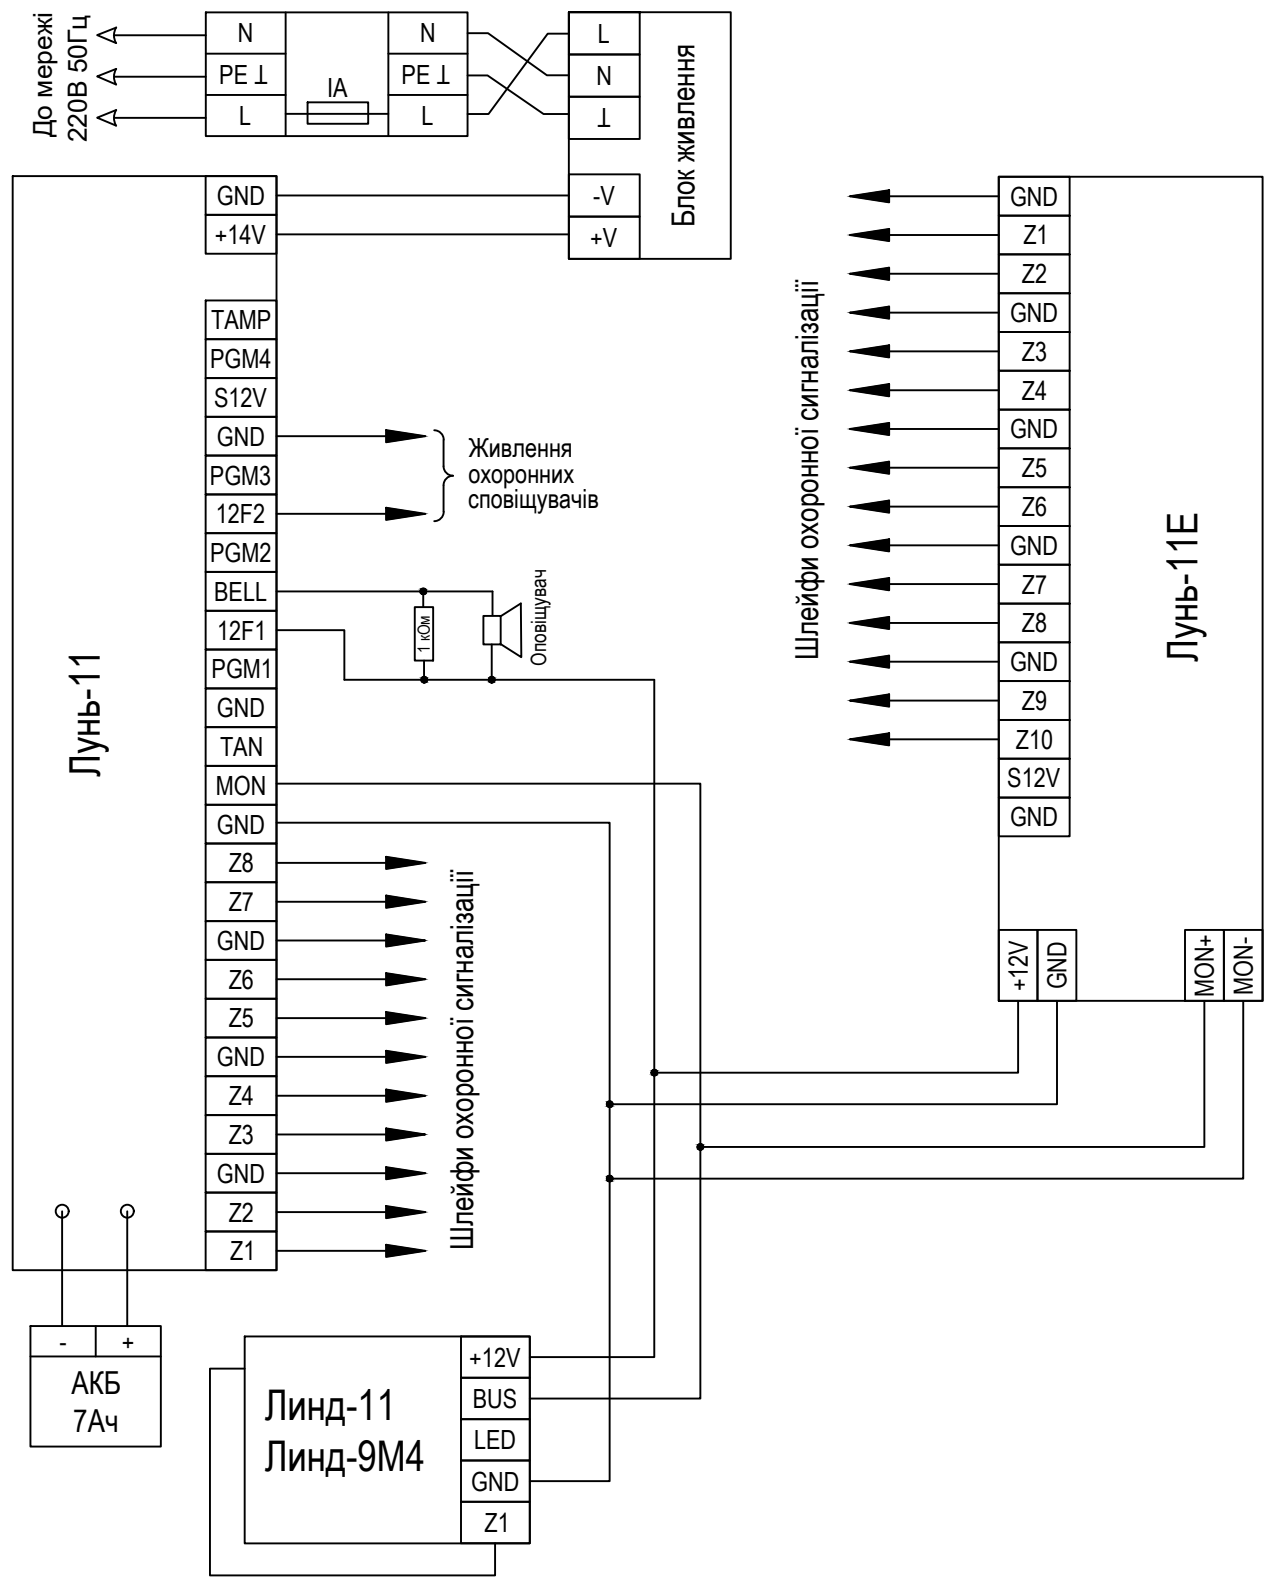 До мережі
220В 50Гц
N
PE ⊥
L
IA
N
PE ⊥
L
L
N
⊥
-V
+V
Блок живлення
Лунь-11
GND
+14V
TAMP
PGM4
S12V
GND
PGM3
12F2
PGM2
BELL
12F1
PGM1
GND
TAN
MON
GND
Z8
Z7
GND
Z6
Z5
GND
Z4
Z3
GND
Z2
Z1
Живлення
охоронних
сповіщувачів
1 кОм
Оповіщувач
Шлейфи охоронної сигналізації
- +
АКБ
7Ач
Линд-11
Линд-9М4
+12V
BUS
LED
GND
Z1
Шлейфи охоронної сигналізації
GND
Z1
Z2
GND
Z3
Z4
GND
Z5
Z6
GND
Z7
Z8
GND
Z9
Z10
S12V
GND
Лунь-11Е
+12V
GND
MON+
MON-